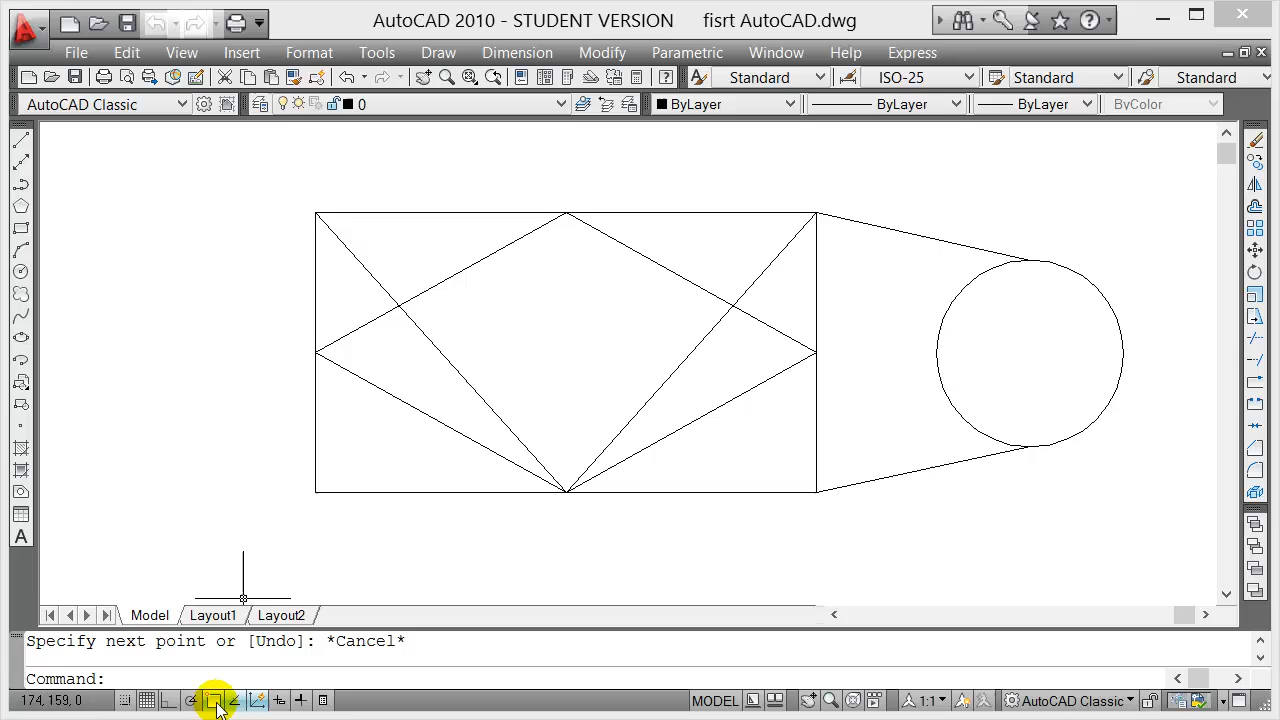 AutoCAD 2010 - STUDENT VERSION fisrt AutoCAD.dwg
File Edit View Insert Format Tools Draw Dimension Modify Parametric Window Help Express
Standard ISO-25 Standard Standard
AutoCAD Classic 0 ByLayer ByLayer ByLayer ByColor
A
Model Layout1 Layout2
Specify next point or [Undo]: *Cancel*
Command:
174, 159, 0 MODEL 1:1 AutoCAD Classic